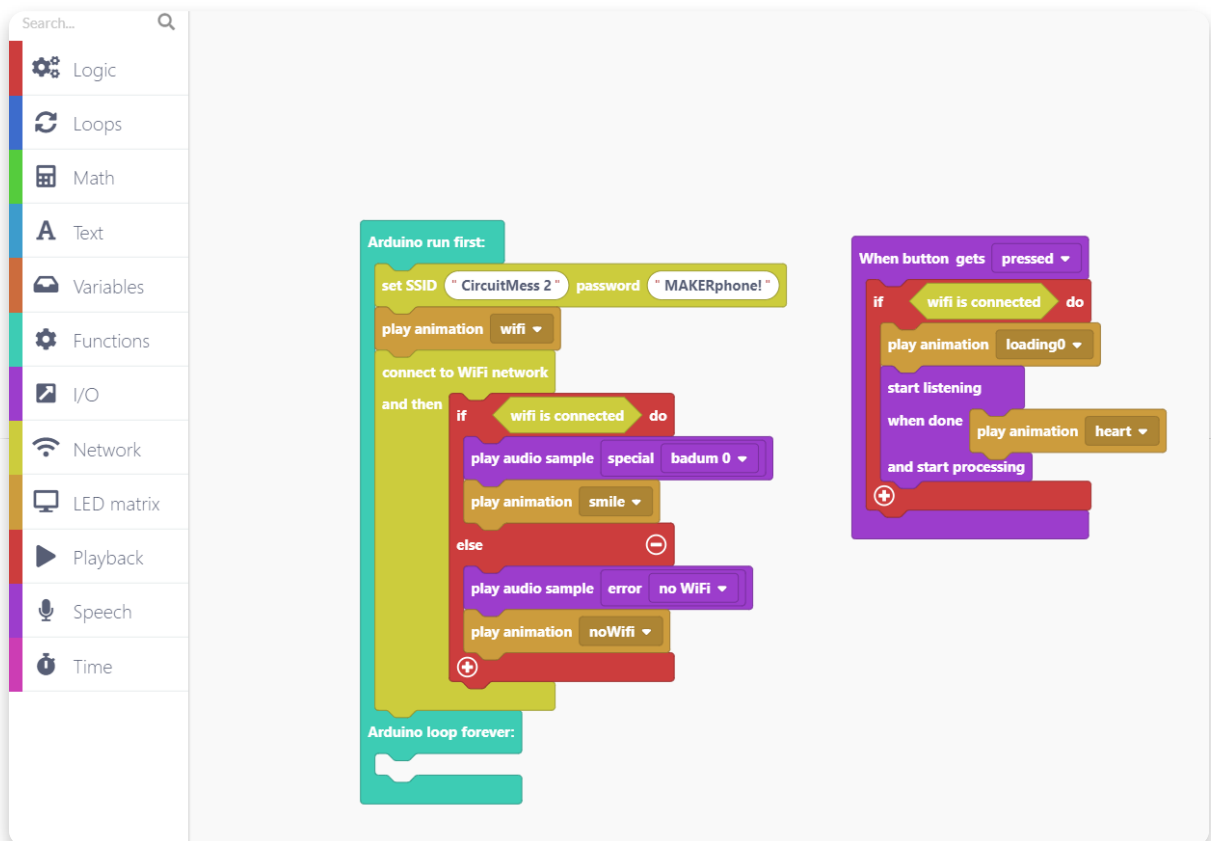 Search...
Logic
Loops
Math
Text
Variables
Functions
I/O
Network
LED matrix
Playback
Speech
Time
Arduino run first:
set SSID " CircuitMess 2 " password " MAKERphone! "
play animation wifi
connect to WiFi network
and then if wifi is connected do
play audio sample special badum 0
play animation smile
else
play audio sample error no WiFi
play animation noWifi
Arduino loop forever:
When button gets pressed
if wifi is connected do
play animation loading0
start listening
when done play animation heart
and start processing